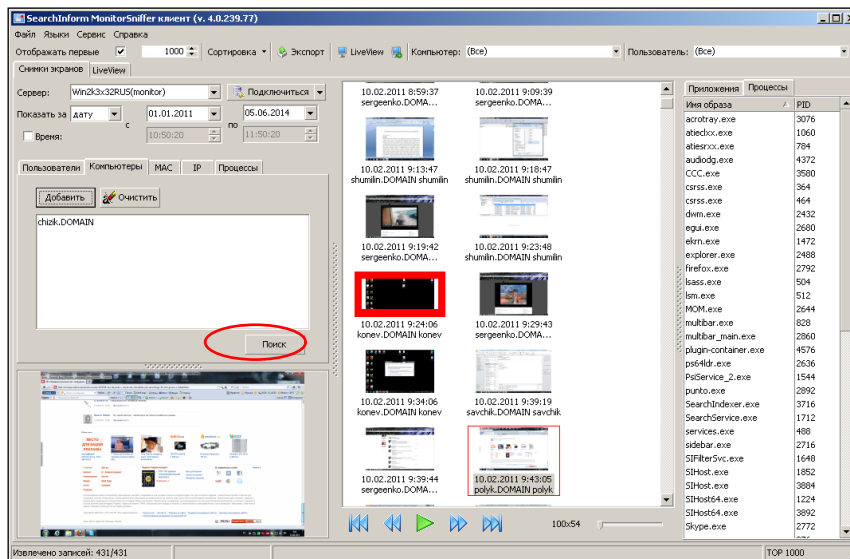 SearchInform MonitorSniffer клиент (v. 4.0.239.77)
Файл Языки Сервис Справка
Отображать первые 1000 Сортировка Экспорт LiveView Компьютер: (Все) Пользователь: (Все)
Снимки экранов LiveView
Сервер: Win2k3x32RUS(monitor) Подключиться
Показать за дату с 01.01.2011 по 05.06.2014
Время: 10:50:20 11:50:20
Пользователи Компьютеры MAC IP Процессы
Добавить Очистить
chizik.DOMAIN
Поиск
10.02.2011 8:59:37 10.02.2011 9:09:39
sergeenko.DOMA... sergeenko.DOMA...
10.02.2011 9:13:47 10.02.2011 9:18:47
shumilin.DOMAIN shumilin shumilin.DOMAIN shumilin
10.02.2011 9:19:42 10.02.2011 9:23:48
sergeenko.DOMA... shumilin.DOMAIN shumilin
10.02.2011 9:24:06 10.02.2011 9:29:43
konev.DOMAIN konev sergeenko.DOMA...
10.02.2011 9:34:06 10.02.2011 9:39:19
konev.DOMAIN konev savchik.DOMAIN savchik
10.02.2011 9:39:44 10.02.2011 9:43:05
sergeenko.DOMA... polyk.DOMAIN polyk
100x54
Приложения Процессы
Имя образа PID
acrotray.exe 3076
atieclxx.exe 1060
atiesrxx.exe 784
audiodg.exe 4372
CCC.exe 3580
csrss.exe 364
csrss.exe 464
dwm.exe 2432
egui.exe 2680
ekrn.exe 1472
explorer.exe 2488
firefox.exe 2792
lsass.exe 504
lsm.exe 512
MOM.exe 2644
multibar.exe 828
multibar_main.exe 2860
plugin-container.exe 4576
ps64ldr.exe 2636
PsiService_2.exe 1544
punto.exe 2892
SearchIndexer.exe 3716
SearchService.exe 1712
services.exe 488
sidebar.exe 2716
SIFilterSvc.exe 1648
SIHost.exe 1852
SIHost.exe 3884
SIHost64.exe 1224
SIHost64.exe 3892
Skype.exe 2772
Извлечено записей: 431/431 TOP 1000